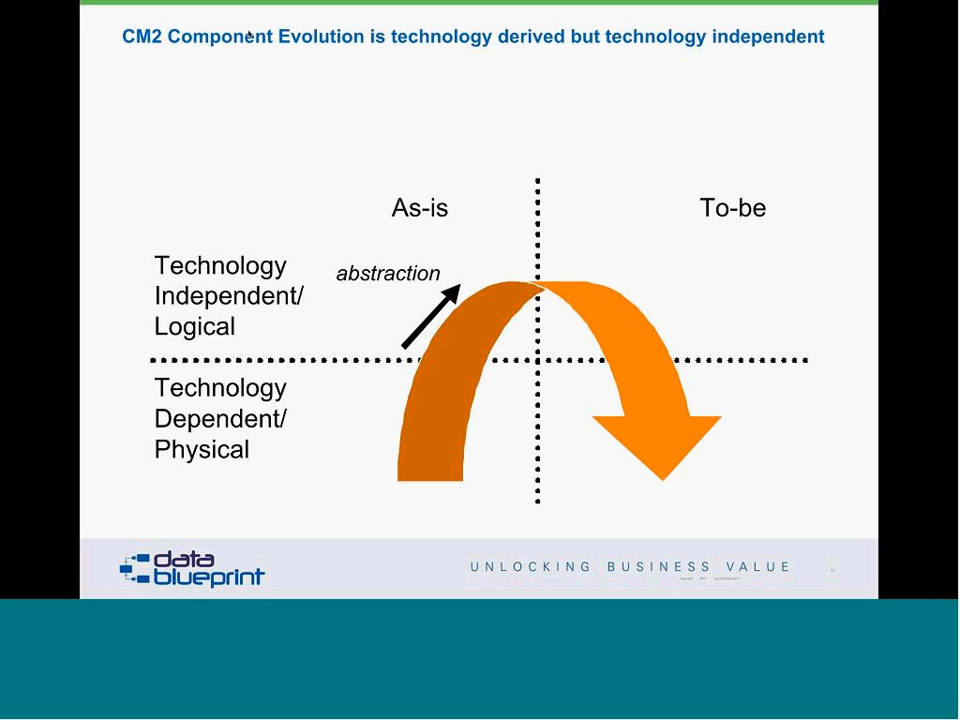 CM2 Component Evolution is technology derived but technology independent
As-is
To-be
Technology
Independent/
Logical
abstraction
Technology
Dependent/
Physical
data
blueprint
UNLOCKING BUSINESS VALUE